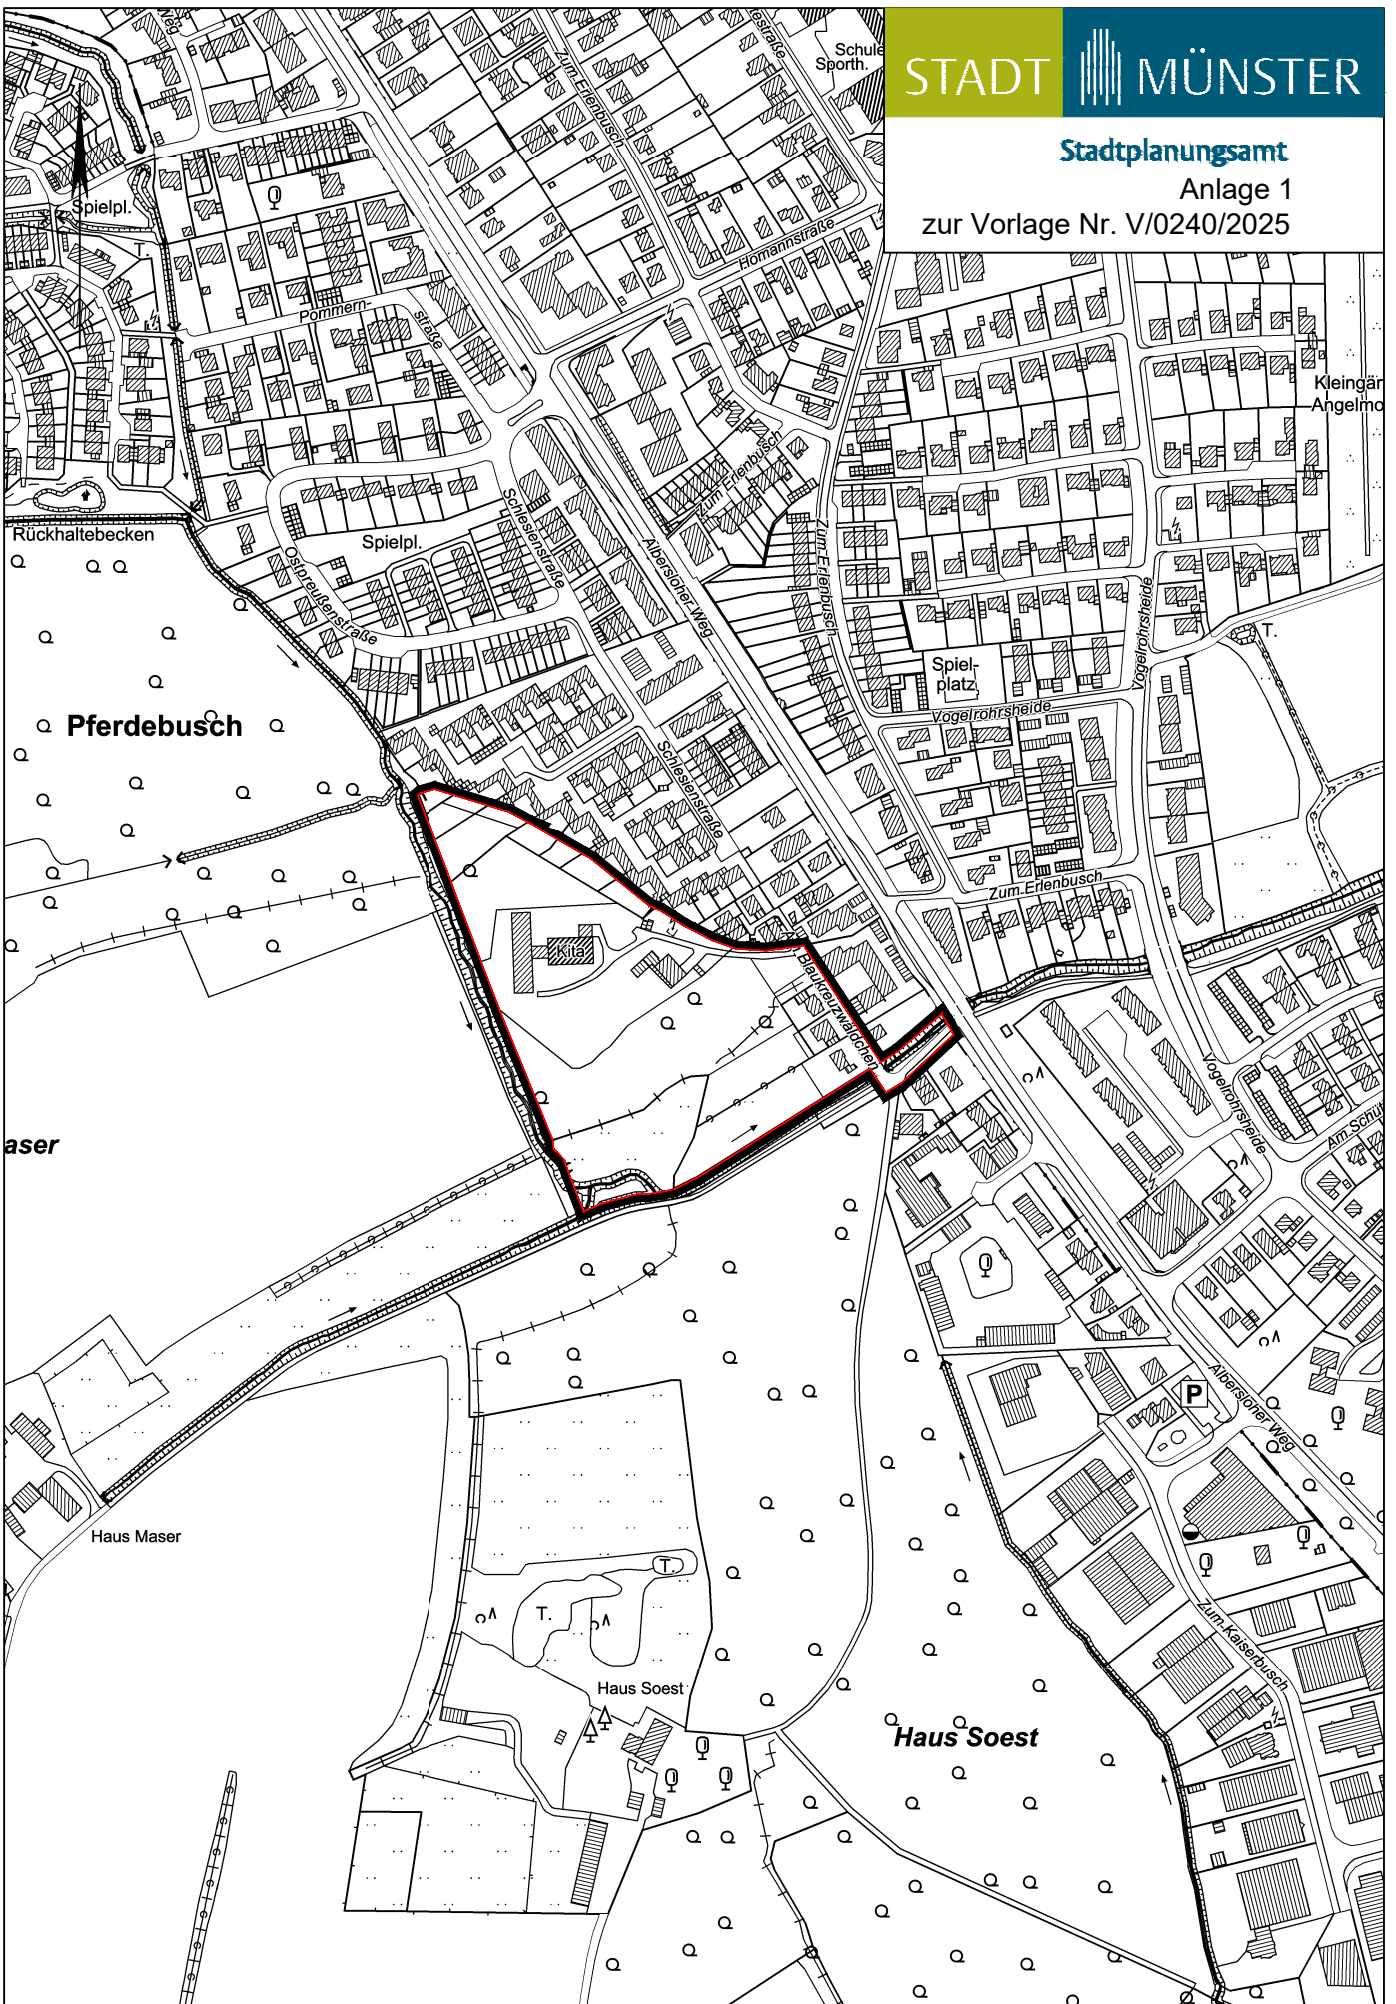 STADT MÜNSTER
Stadtplanungsamt
Anlage 1
zur Vorlage Nr. V/0240/2025
Weg
Zum Erlenbusch
Schule
Sporth.
Spielpl.
T.
Homannstraße
Pommern-
straße
Kleingär
Angelmo
Zum Erlenbusch
Rückhaltebecken
Spielpl.
Schlesienstraße
Ostpreußenstraße
Albersloher Weg
Zum Erlenbusch
Vogelrohrsheide
T.
Spiel-
platz
Vogelrohrsheide
Pferdebusch
Schlesienstraße
Zum Erlenbusch
Kita
Blaukreuzwäldchen
Vogelrohrsheide
Am Schü
aser
P
Albersloher Weg
Haus Maser
T.
T.
Zum Kaiserbusch
Haus Soest
Haus Soest